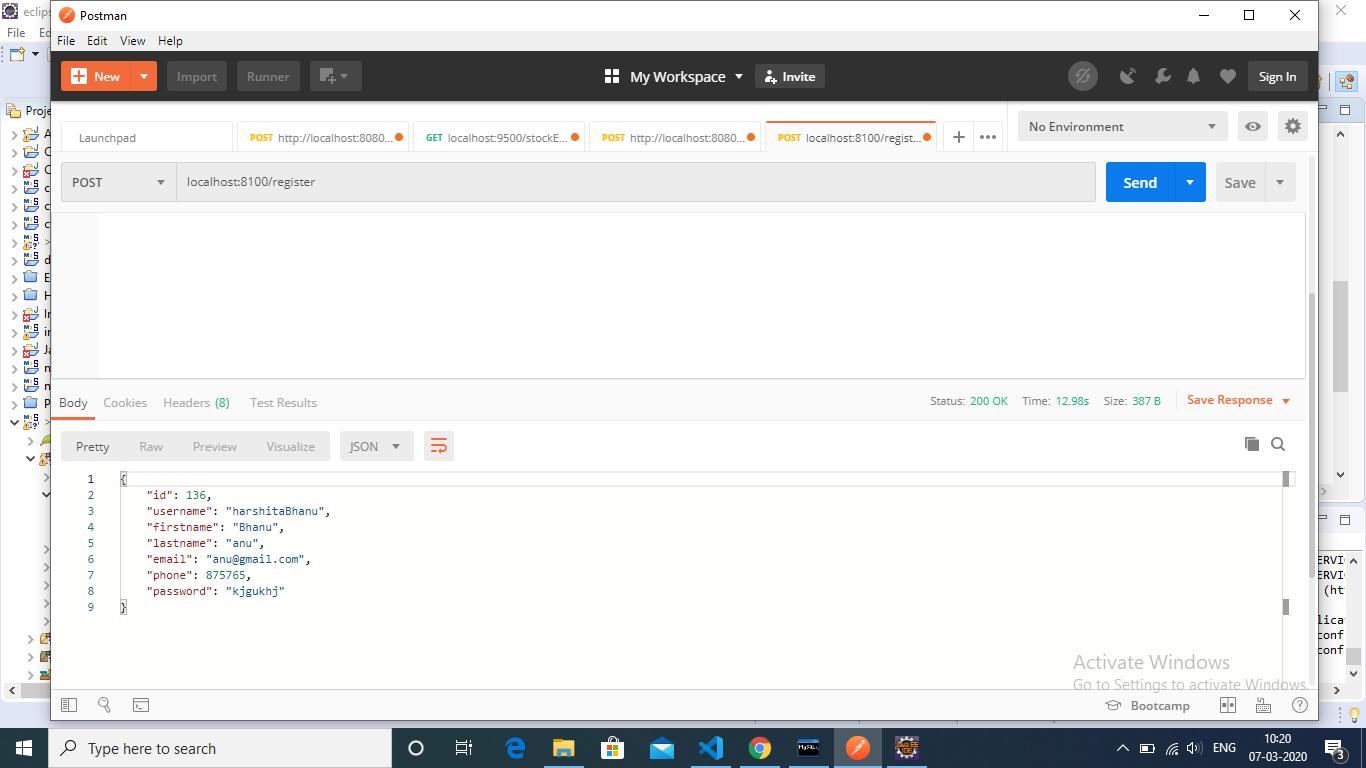 eclips
Postman
File Ed
File Edit View Help
New Import Runner My Workspace Invite Sign In
Proje
Launchpad POST http://localhost:8080... GET localhost:9500/stockE... POST http://localhost:8080... POST localhost:8100/regist... No Environment
POST localhost:8100/register Send Save
Body Cookies Headers (8) Test Results Status: 200 OK Time: 12.98s Size: 387 B Save Response
Pretty Raw Preview Visualize JSON
1 {
2 "id": 136,
3 "username": "harshitaBhanu",
4 "firstname": "Bhanu",
5 "lastname": "anu",
6 "email": "anu@gmail.com",
7 "phone": 875765,
8 "password": "kjgukhj"
9 }
ERVIC
ERVIC
(ht
licat
conf
conf
Activate Windows
Go to Settings to activate Windows.
Bootcamp
Type here to search ENG 10:20
07-03-2020 3